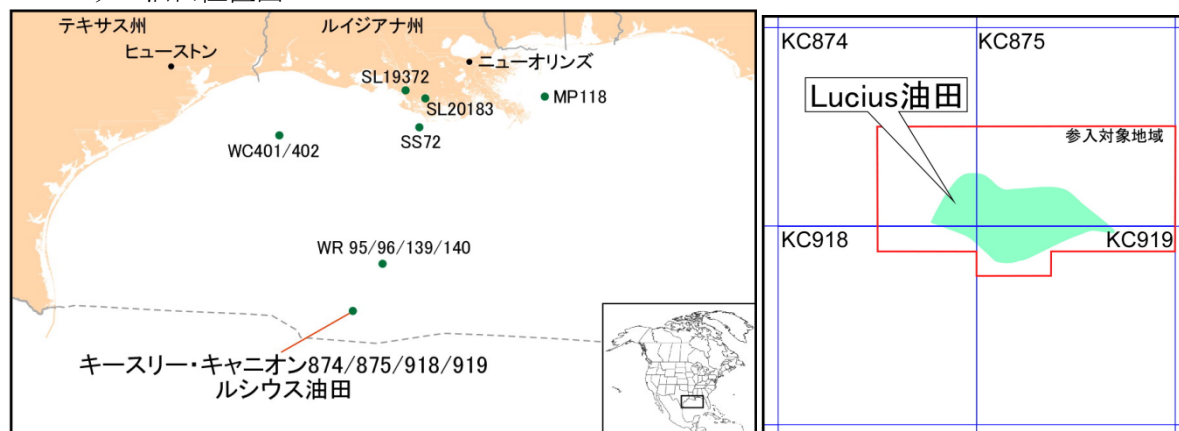 テキサス州
ルイジアナ州
ヒューストン
ニューオリンズ
SL19372
SL20183
MP118
SS72
WC401/402
WR 95/96/139/140
キースリー・キャニオン874/875/918/919
ルシウス油田
KC874
KC875
Lucius油田
参入対象地域
KC918
KC919